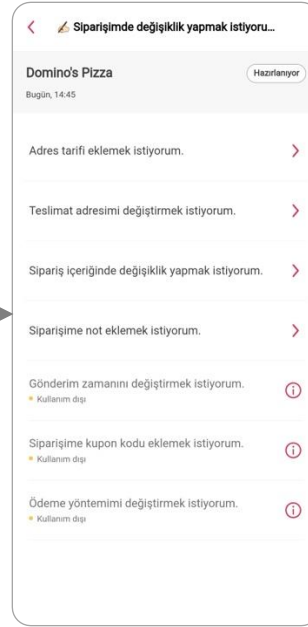 Siparişimde değişiklik yapmak istiyoru...
Domino's Pizza
Hazırlanıyor
Bugün, 14:45
Adres tarifi eklemek istiyorum.
Teslimat adresimi değiştirmek istiyorum.
Sipariş içeriğinde değişiklik yapmak istiyorum.
Siparişime not eklemek istiyorum.
Gönderim zamanını değiştirmek istiyorum.
Kullanım dışı
Siparişime kupon kodu eklemek istiyorum.
Kullanım dışı
Ödeme yöntemimi değiştirmek istiyorum.
Kullanım dışı